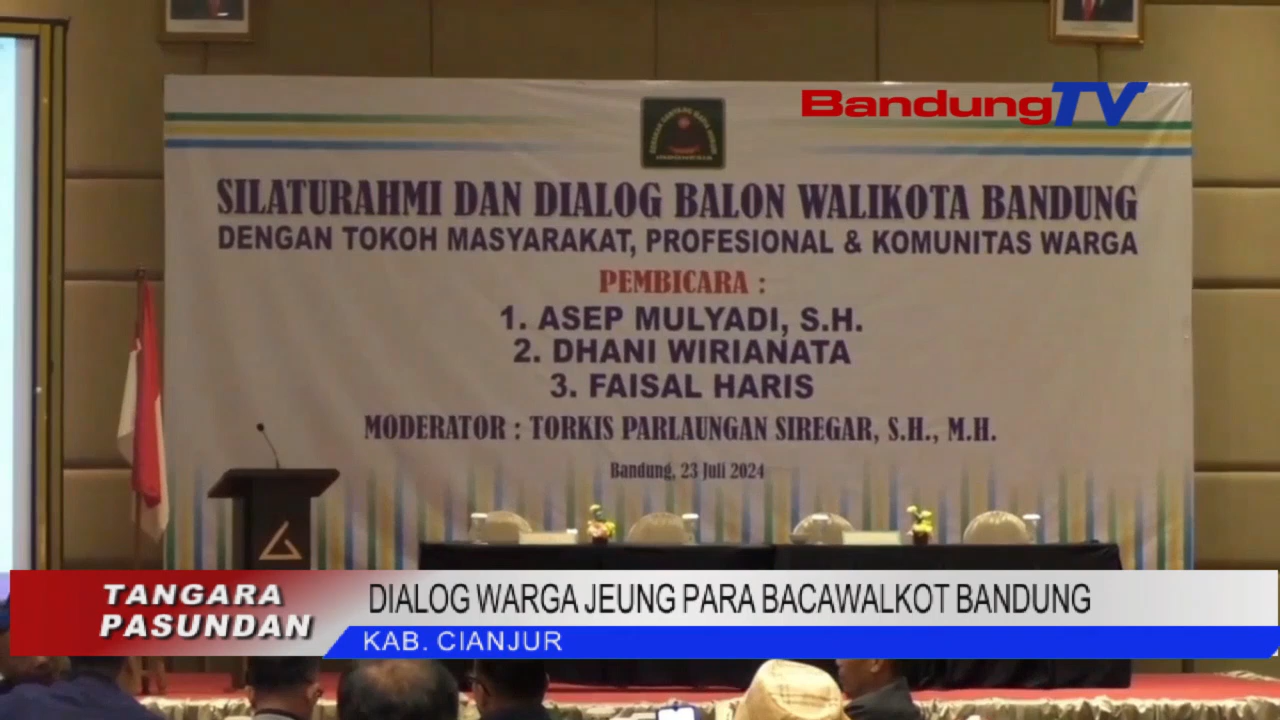 BandungTV
INDONESIA
SILATURAHMI DAN DIALOG BALON WALIKOTA BANDUNG
DENGAN TOKOH MASYARAKAT, PROFESIONAL & KOMUNITAS WARGA
PEMBICARA :
1. ASEP MULYADI, S.H.
2. DHANI WIRIANATA
3. FAISAL HARIS
MODERATOR : TORKIS PARLAUNGAN SIREGAR, S.H., M.H.
Bandung, 23 Juli 2024
TANGARA
PASUNDAN
DIALOG WARGA JEUNG PARA BACAWALKOT BANDUNG
KAB. CIANJUR